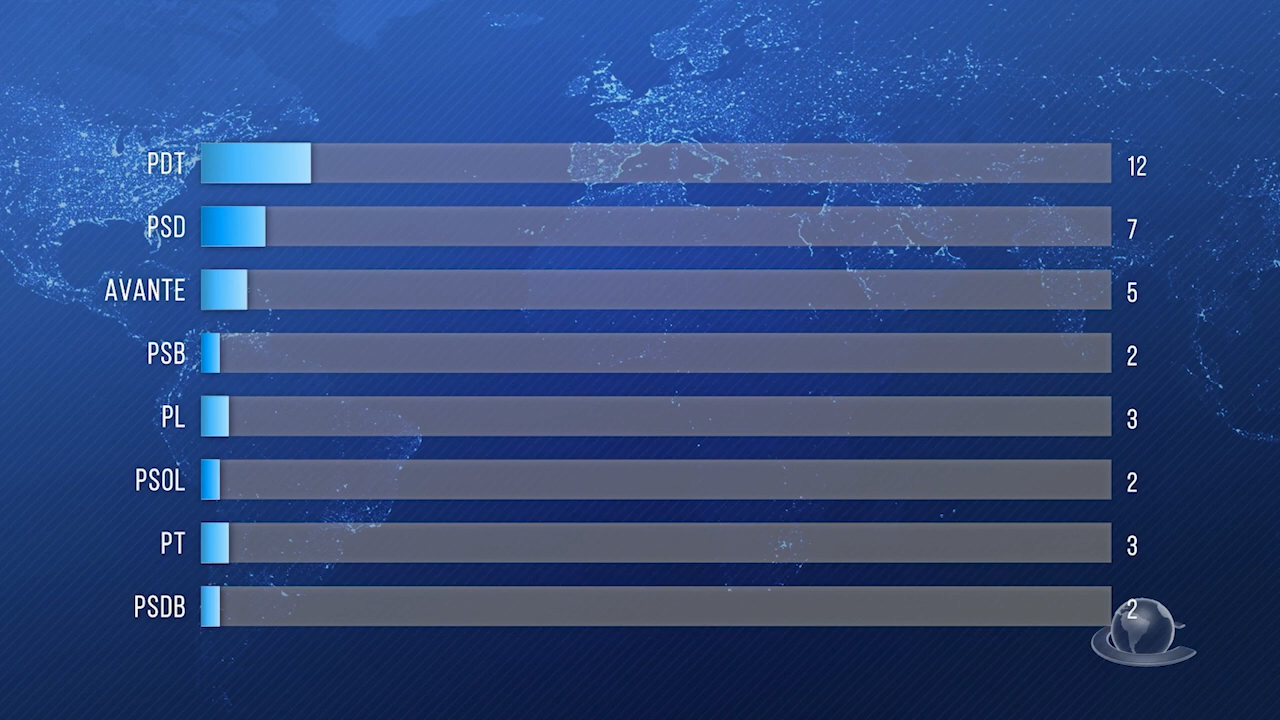 PDT 12
PSD 7
AVANTE 5
PSB 2
PL 3
PSOL 2
PT 3
PSDB 2